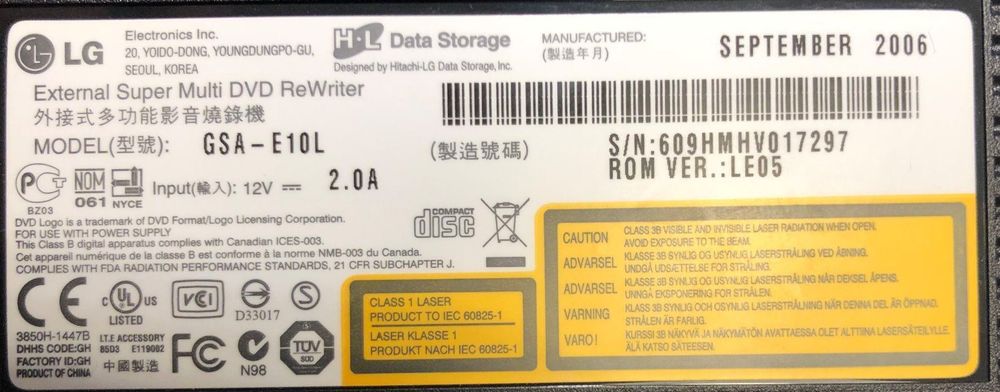 LG
Electronics Inc.
20, YOIDO-DONG, YOUNGDUNGPO-GU,
SEOUL, KOREA
H·L Data Storage
Designed by Hitachi-LG Data Storage, Inc.
MANUFACTURED:
(製造年月)
SEPTEMBER 2006
External Super Multi DVD ReWriter
外接式多功能影音燒錄機
MODEL(型號): GSA-E10L
(製造號碼)
S/N:609HMHV017297
ROM VER.:LE05
BZ03
NOM
061 NYCE
Input(輸入): 12V ⎓ 2.0A
DVD Logo is a trademark of DVD Format/Logo Licensing Corporation.
FOR USE WITH POWER SUPPLY
This Class B digital apparatus complies with Canadian ICES-003.
Cet appareil numérique de la classe B est conforme à la norme NMB-003 du Canada.
COMPLIES WITH FDA RADIATION PERFORMANCE STANDARDS, 21 CFR SUBCHAPTER J.
COMPACT
disc
CE
c UL US
LISTED
VCI
D33017
S
3850H-1447B
DHHS CODE:GH
FACTORY ID:GH
PRODUCT OF CHINA
I.T.E ACCESSORY
85D3 E119002
中國製造
FC
N98
TÜV
SÜD
CLASS 1 LASER
PRODUCT TO IEC 60825-1
LASER KLASSE 1
PRODUKT NACH IEC 60825-1
CAUTION CLASS 3B VISIBLE AND INVISIBLE LASER RADIATION WHEN OPEN.
AVOID EXPOSURE TO THE BEAM.
ADVARSEL KLASSE 3B SYNLIG OG USYNLIG LASERSTRÅLING VED ÅBNING.
UNDGÅ UDSÆTTELSE FOR STRÅLING.
ADVARSEL KLASSE 3B SYNLIG OG USYNLIG LASERSTRÅLING NÅR DEKSEL ÅPENS.
UNNGÅ EKSPONERING FOR STRÅLEN.
VARNING KLASS 3B SYNLIG OCH OSYNLIG LASERSTRÅLNING NÄR DENNA DEL ÄR ÖPPNAD.
STRÅLEN ÄR FARLIG.
VARO! KURSSI 3B NÄKYVÄ JA NÄKYMÄTÖN AVATTAESSA OLET ALTTIINA LASERSÄTEILYLLE.
ÄLÄ KATSO SÄTEESEN.